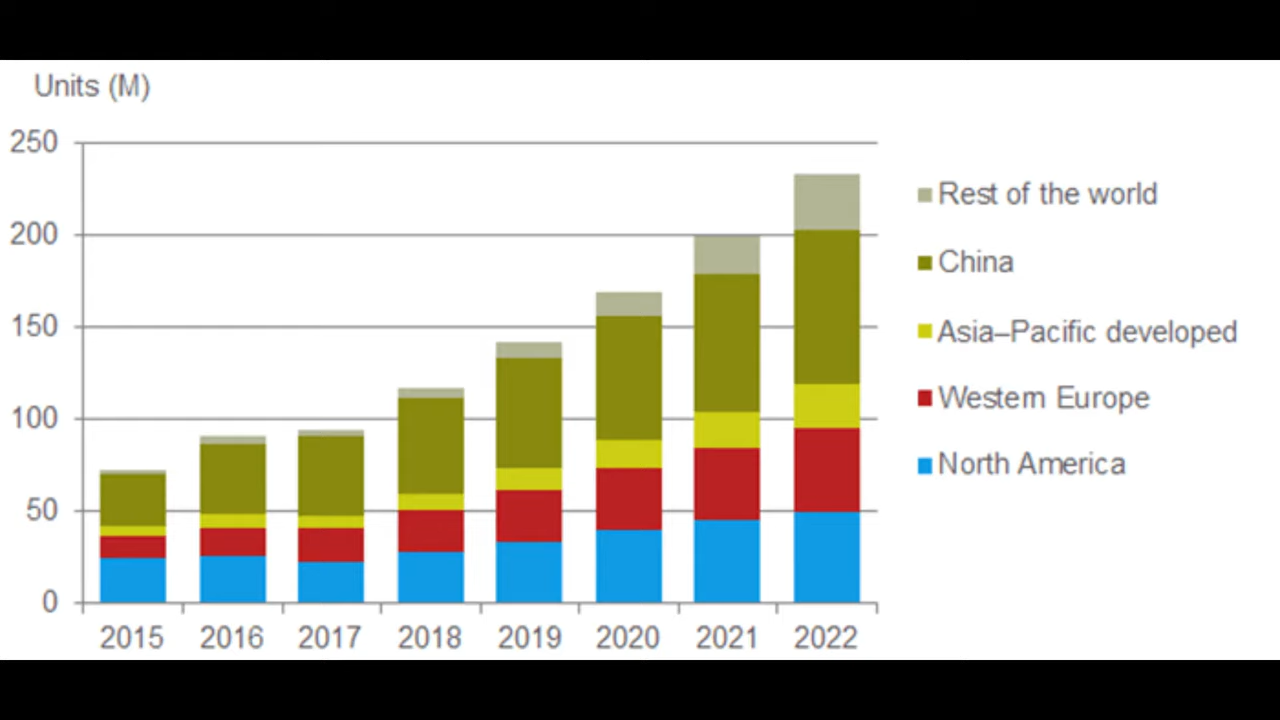 Units (M)
250
200
150
100
50
0
2015 2016 2017 2018 2019 2020 2021 2022
Rest of the world
China
Asia–Pacific developed
Western Europe
North America